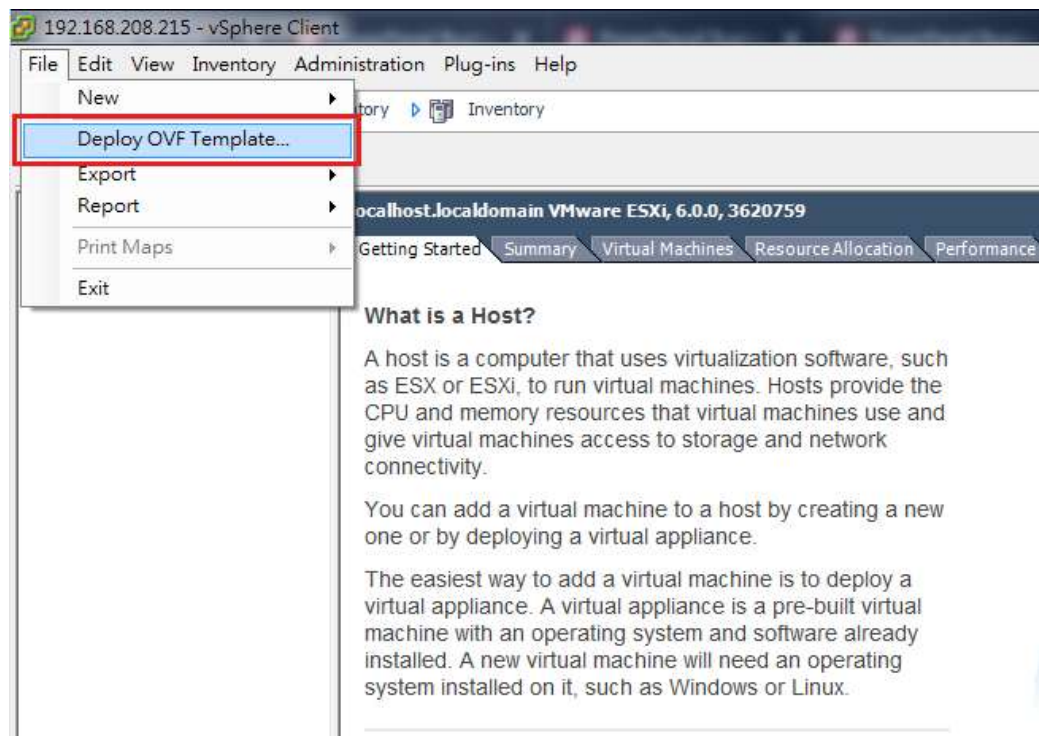 192.168.208.215 - vSphere Client
File Edit View Inventory Administration Plug-ins Help
New
tory Inventory
Deploy OVF Template...
Export
Report
ocalhost.localdomain VMware ESXi, 6.0.0, 3620759
Print Maps
Getting Started Summary Virtual Machines Resource Allocation Performance
Exit
What is a Host?
A host is a computer that uses virtualization software, such
as ESX or ESXi, to run virtual machines. Hosts provide the
CPU and memory resources that virtual machines use and
give virtual machines access to storage and network
connectivity.
You can add a virtual machine to a host by creating a new
one or by deploying a virtual appliance.
The easiest way to add a virtual machine is to deploy a
virtual appliance. A virtual appliance is a pre-built virtual
machine with an operating system and software already
installed. A new virtual machine will need an operating
system installed on it, such as Windows or Linux.